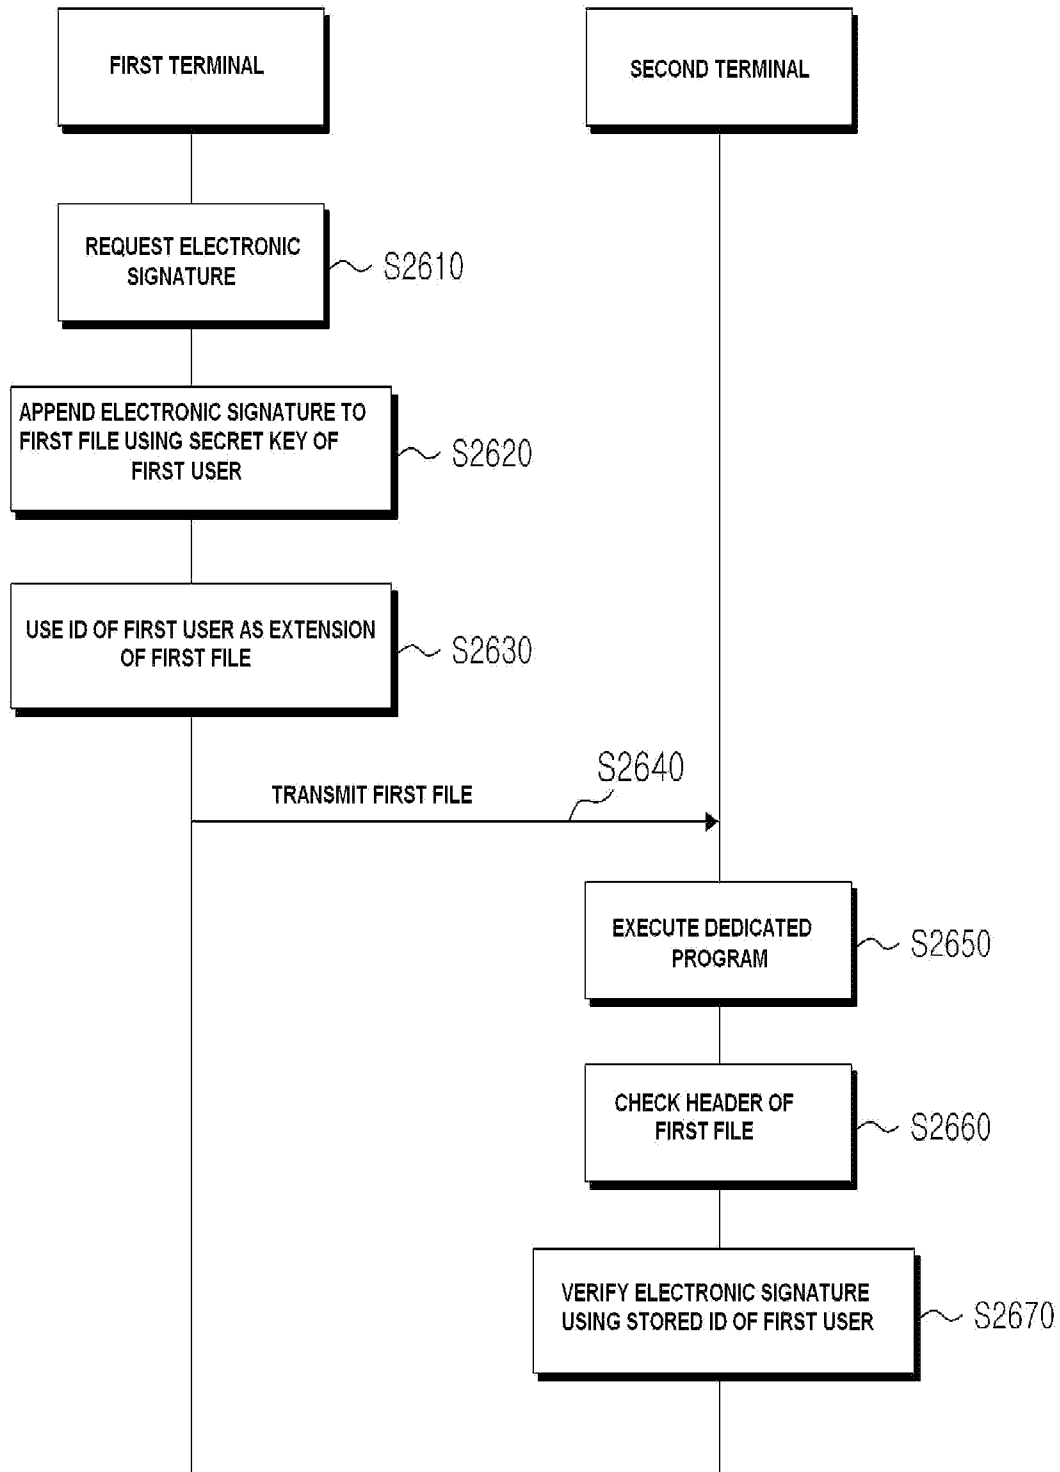 FIRST TERMINAL
SECOND TERMINAL
REQUEST ELECTRONIC
SIGNATURE
S2610
APPEND ELECTRONIC SIGNATURE TO
FIRST FILE USING SECRET KEY OF
FIRST USER
S2620
USE ID OF FIRST USER AS EXTENSION
OF FIRST FILE
S2630
S2640
TRANSMIT FIRST FILE
EXECUTE DEDICATED
PROGRAM
S2650
CHECK HEADER OF
FIRST FILE
S2660
VERIFY ELECTRONIC SIGNATURE
USING STORED ID OF FIRST USER
S2670